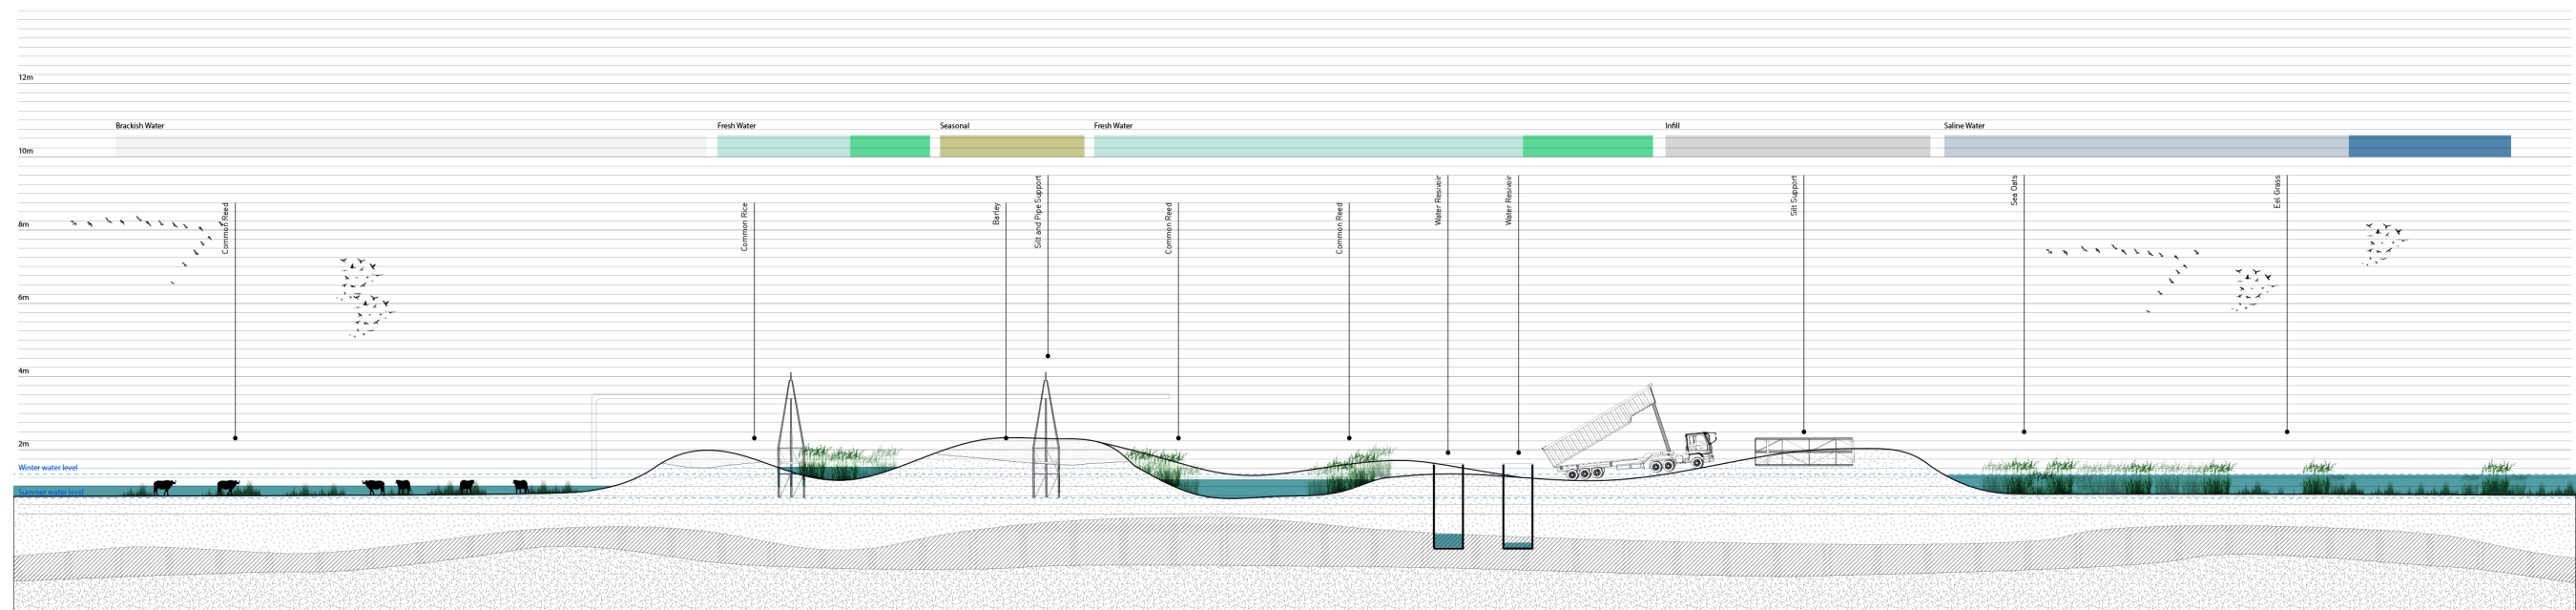 12m
Brackish Water
Fresh Water
Seasonal
Fresh Water
Infill
Saline Water
10m
Common Reed
Common Rice
Barley
Silt and Pipe Support
Common Reed
Common Reed
Water Resivoir
Water Resivoir
Silt Support
Sea Oats
Eel Grass
8m
6m
4m
2m
Winter water level
Summer water level